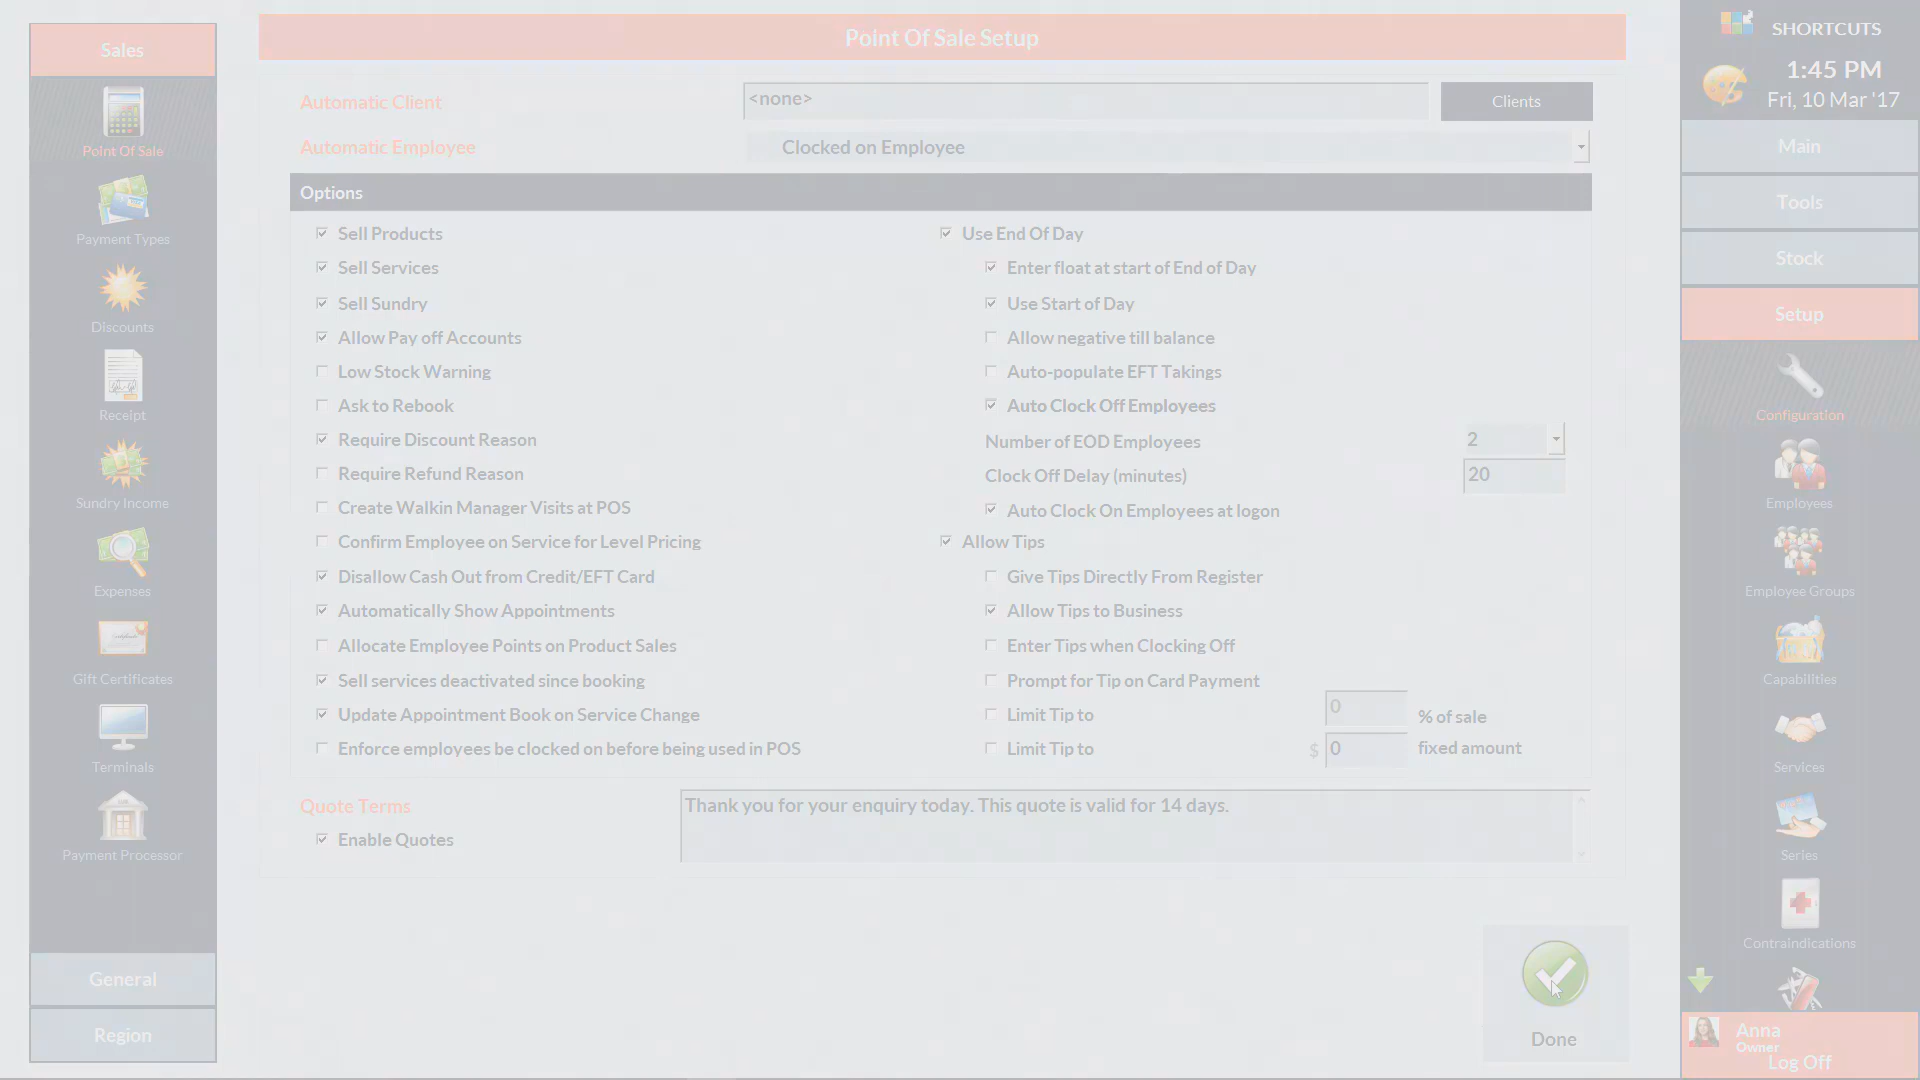 Sales
Point Of Sale
Payment Types
Discounts
Receipt
Sundry Income
Expenses
Gift Certificates
Terminals
Payment Processor
General
Region
Point Of Sale Setup
Automatic Client
<none>
Clients
Automatic Employee
Clocked on Employee
Options
Sell Products
Sell Services
Sell Sundry
Allow Pay off Accounts
Low Stock Warning
Ask to Rebook
Require Discount Reason
Require Refund Reason
Create Walkin Manager Visits at POS
Confirm Employee on Service for Level Pricing
Disallow Cash Out from Credit/EFT Card
Automatically Show Appointments
Allocate Employee Points on Product Sales
Sell services deactivated since booking
Update Appointment Book on Service Change
Enforce employees be clocked on before being used in POS
Use End Of Day
Enter float at start of End of Day
Use Start of Day
Allow negative till balance
Auto-populate EFT Takings
Auto Clock Off Employees
Number of EOD Employees 2
Clock Off Delay (minutes) 20
Auto Clock On Employees at logon
Allow Tips
Give Tips Directly From Register
Allow Tips to Business
Enter Tips when Clocking Off
Prompt for Tip on Card Payment
Limit Tip to 0 % of sale
Limit Tip to $ 0 fixed amount
Quote Terms
Enable Quotes
Thank you for your enquiry today. This quote is valid for 14 days.
Done
SHORTCUTS
1:45 PM
Fri, 10 Mar '17
Main
Tools
Stock
Setup
Configuration
Employees
Employee Groups
Capabilities
Services
Series
Contraindications
Anna
Owner
Log Off